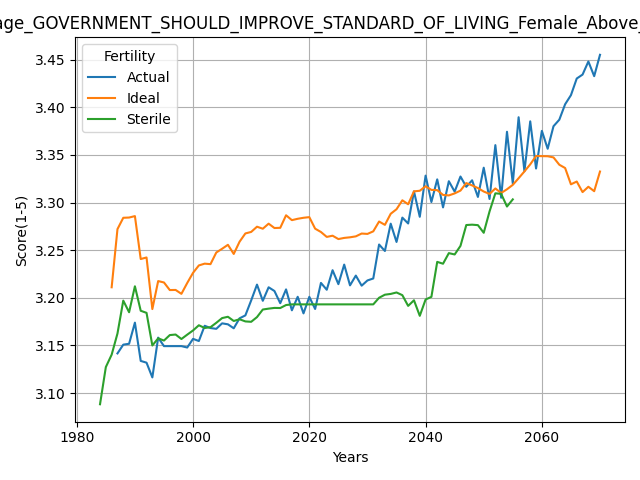 age_GOVERNMENT_SHOULD_IMPROVE_STANDARD_OF_LIVING_Female_Above_
Fertility
Actual
Ideal
Sterile
3.45
3.40
3.35
3.30
3.25
3.20
3.15
3.10
Score(1-5)
1980
2000
2020
2040
2060
Years